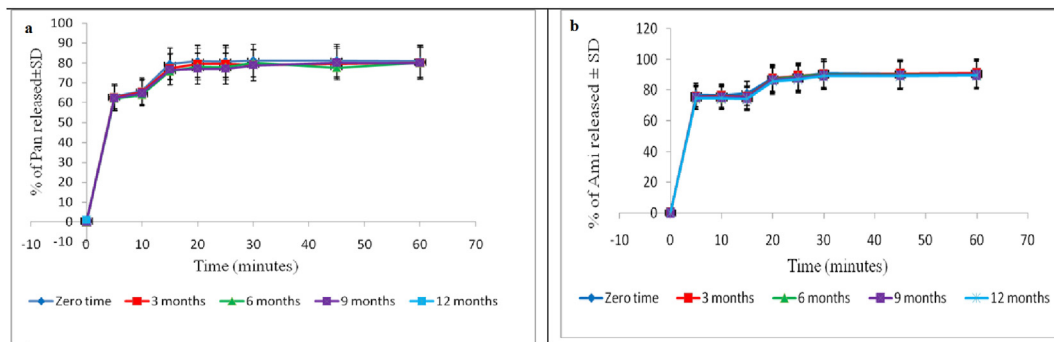 a
100
90
80
70
60
50
40
30
20
10
0
-10
% of Pan released±SD
-10 0 10 20 30 40 50 60 70
Time (minutes)
Zero time 3 months 6 months 9 months 12 months
b
120
100
80
60
40
20
0
% of Ami released ± SD
-10 0 10 20 30 40 50 60 70
Time (minutes)
Zero time 3 months 6 months 9 months 12 months